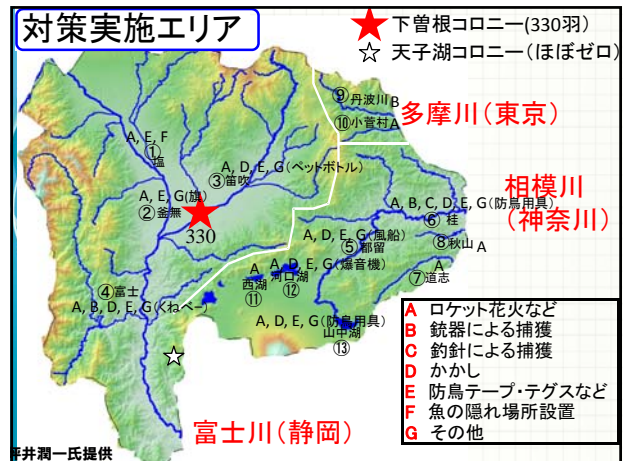 対策実施エリア
★下曽根コロニー(330羽)
☆天子湖コロニー(ほぼゼロ)
⑨丹波川B
⑩小菅村A
多摩川(東京)
A, E, F
①
塩
A, D, E, G(ペットボトル)
③笛吹
A, E, G(旗)
②釜無
330
相模川
(神奈川)
A, B, C, D, E, G(防鳥用具)
⑥ 桂
A, D, E, G(風船)
⑤都留
⑧秋山 A
A
⑦道志
A
西湖
⑪
A, D, E, G(爆音機)
河口湖
⑫
④富士
A, B, D, E, G(くねべー)
A, D, E, G(防鳥用具)
山中湖
⑬
A ロケット花火など
B 銃器による捕獲
C 釣針による捕獲
D かかし
E 防鳥テープ・テグスなど
F 魚の隠れ場所設置
G その他
富士川(静岡)
坪井潤一氏提供